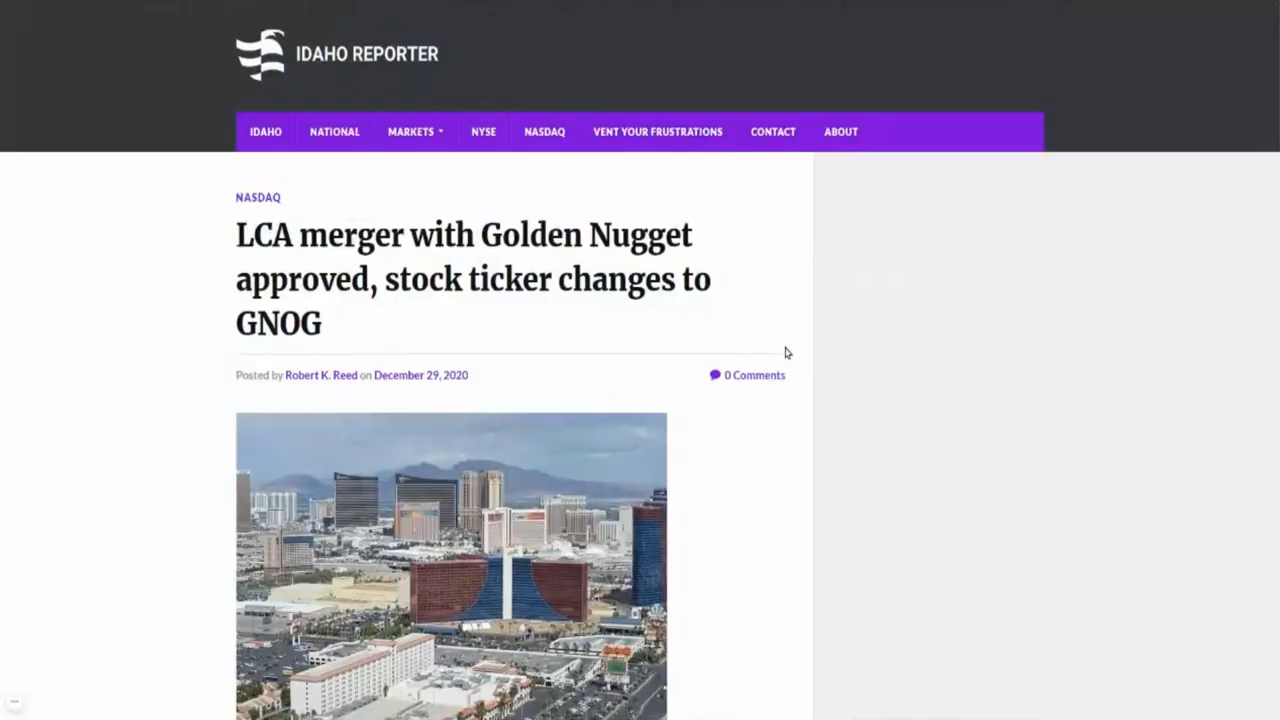 IDAHO REPORTER
IDAHO NATIONAL MARKETS NYSE NASDAQ VENT YOUR FRUSTRATIONS CONTACT ABOUT
NASDAQ
LCA merger with Golden Nugget
approved, stock ticker changes to
GNOG
Posted by Robert K. Reed on December 29, 2020 0 Comments